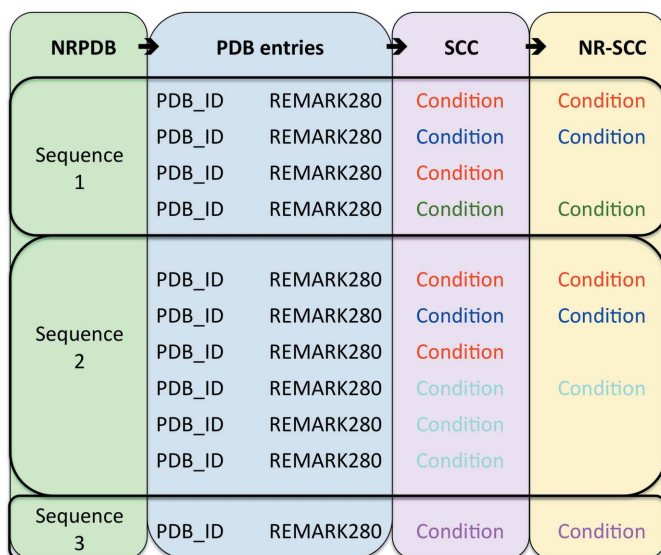 NRPDB → PDB entries → SCC → NR-SCC
PDB_ID REMARK280 Condition Condition
PDB_ID REMARK280 Condition Condition
Sequence
1
PDB_ID REMARK280 Condition
PDB_ID REMARK280 Condition Condition
PDB_ID REMARK280 Condition Condition
PDB_ID REMARK280 Condition Condition
Sequence
2
PDB_ID REMARK280 Condition
PDB_ID REMARK280 Condition Condition
PDB_ID REMARK280 Condition
PDB_ID REMARK280 Condition
Sequence
3
PDB_ID REMARK280 Condition Condition